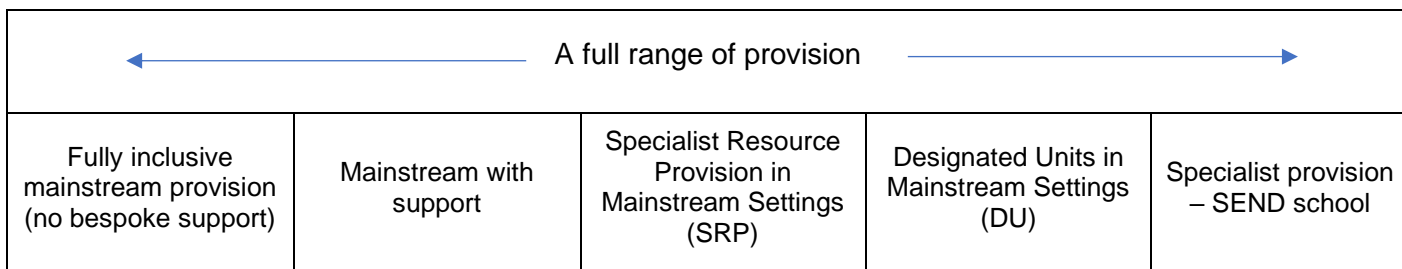 A full range of provision
Fully inclusive
mainstream provision
(no bespoke support)
Mainstream with
support
Specialist Resource
Provision in
Mainstream Settings
(SRP)
Designated Units in
Mainstream Settings
(DU)
Specialist provision
– SEND school